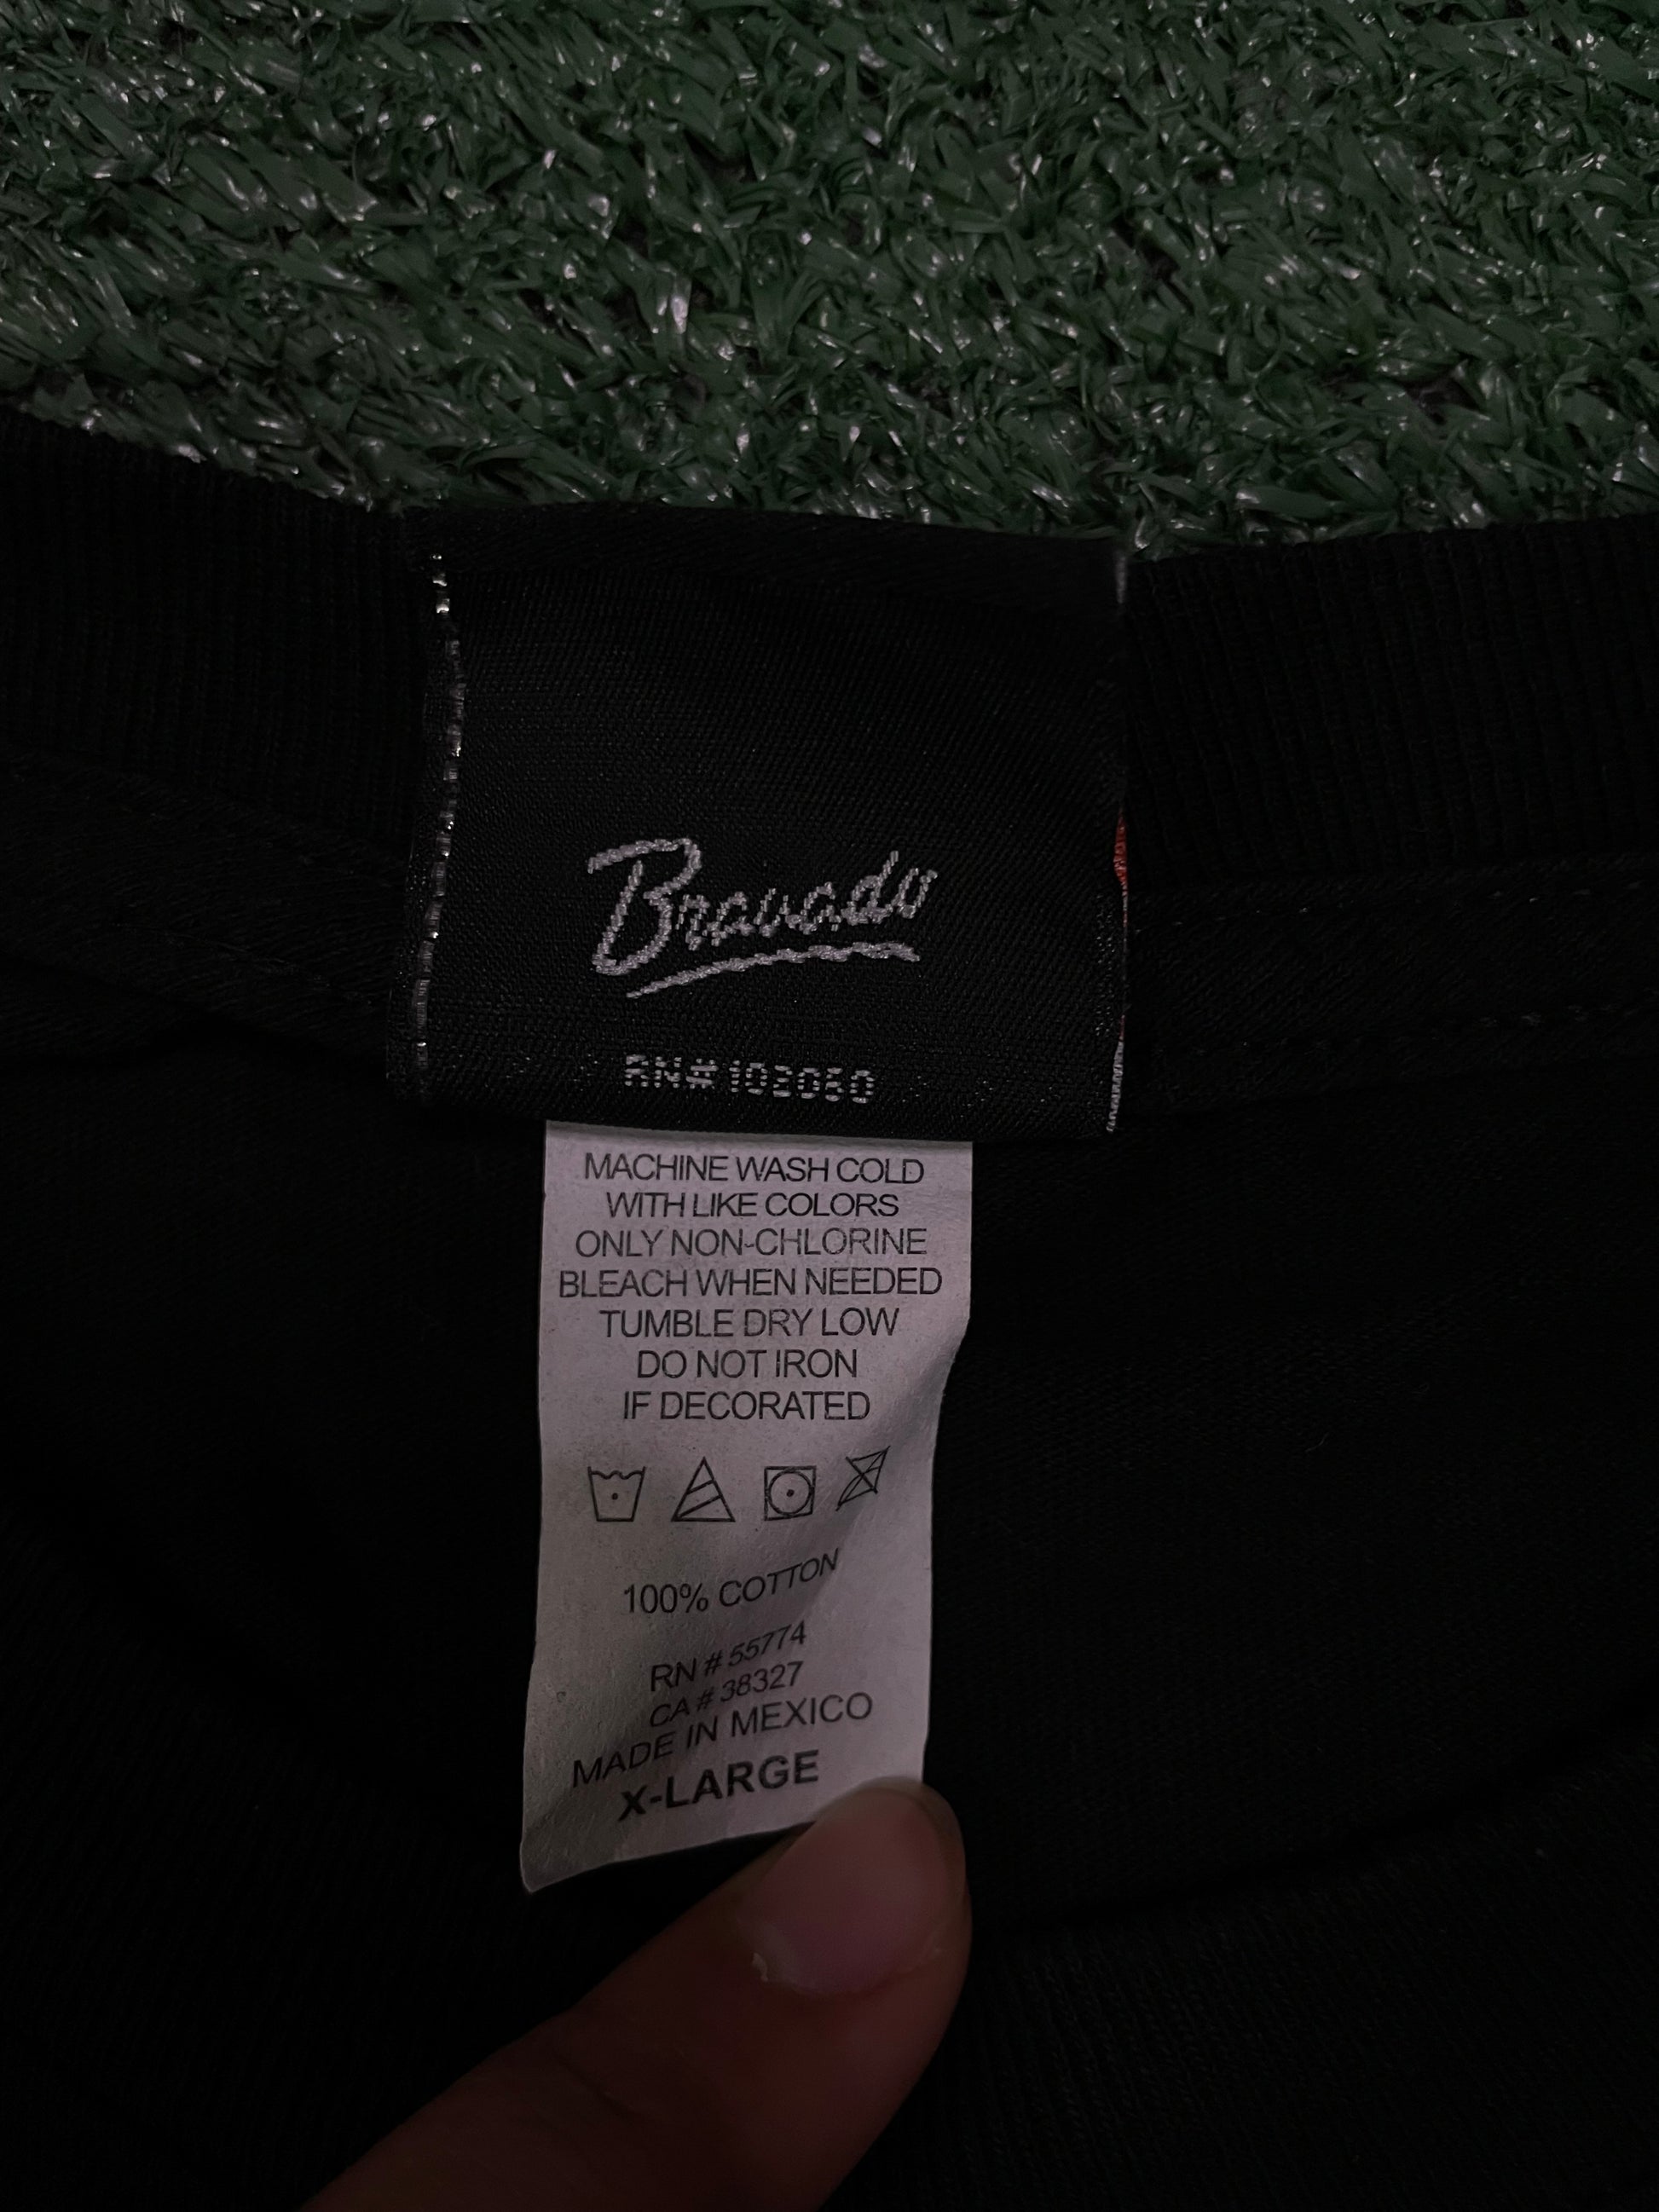 Bravado
RN#102060
MACHINE WASH COLD
WITH LIKE COLORS
ONLY NON-CHLORINE
BLEACH WHEN NEEDED
TUMBLE DRY LOW
DO NOT IRON
IF DECORATED
100% COTTON
RN # 55774
CA # 38327
MADE IN MEXICO
X-LARGE